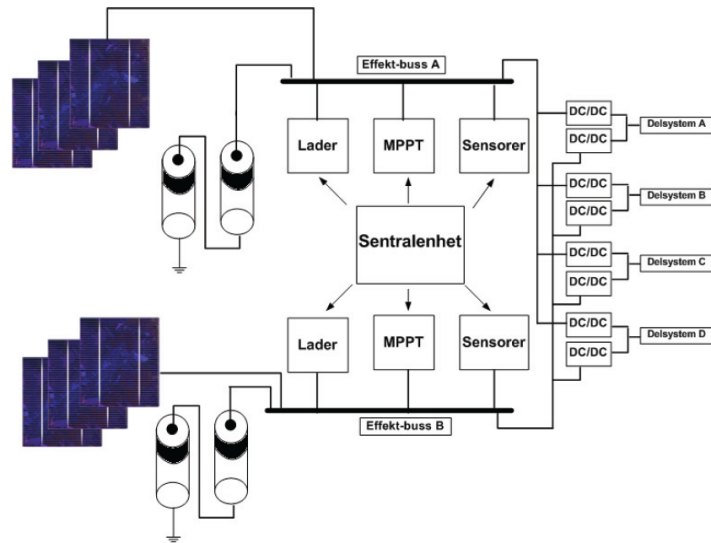 Effekt-buss A
Lader
MPPT
Sensorer
Sentralenhet
Lader
MPPT
Sensorer
Effekt-buss B
DC/DC
DC/DC
Delsystem A
DC/DC
DC/DC
Delsystem B
DC/DC
DC/DC
Delsystem C
DC/DC
DC/DC
Delsystem D